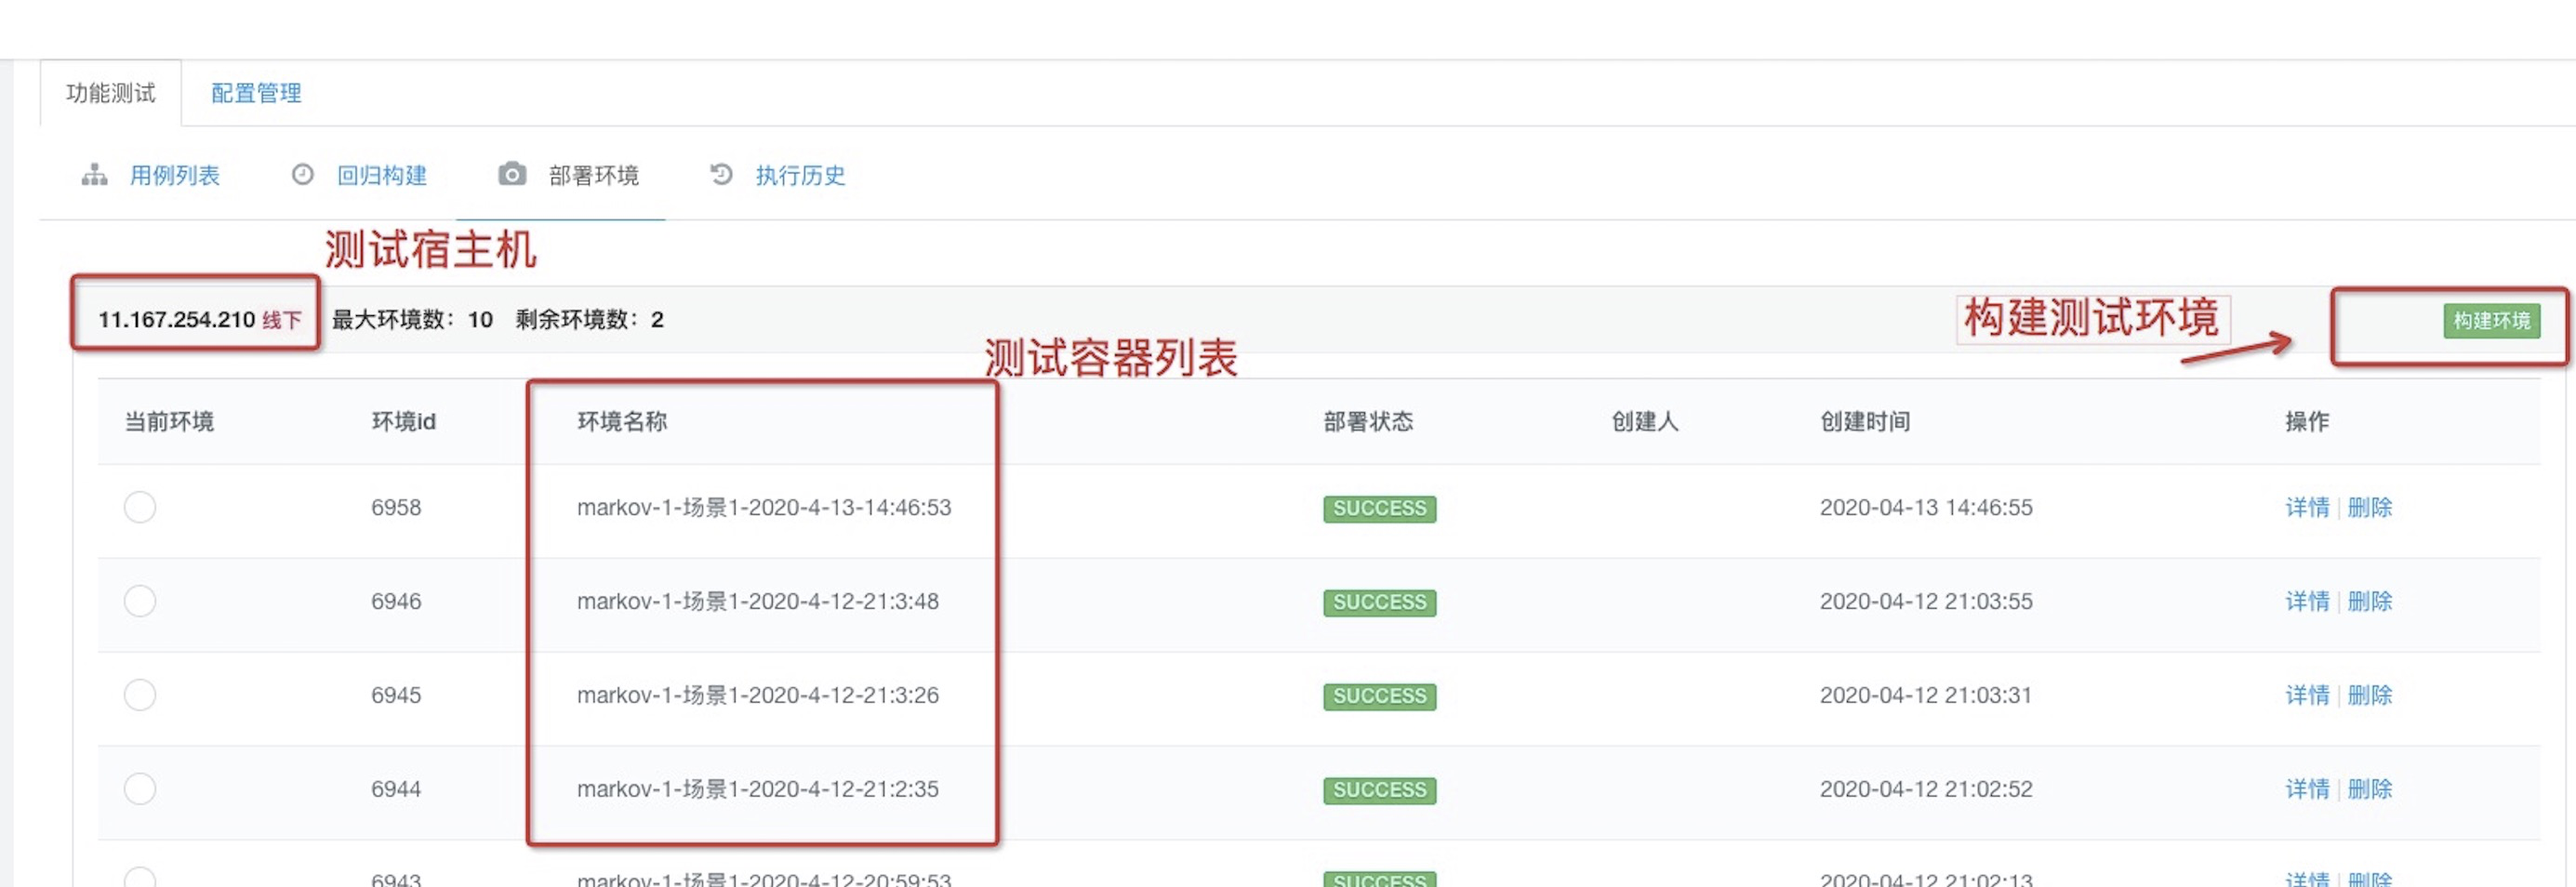 功能测试 配置管理
用例列表 回归构建 部署环境 执行历史
测试宿主机
11.167.254.210 线下 最大环境数：10 剩余环境数：2 构建测试环境 构建环境
测试容器列表
当前环境 环境id 环境名称 部署状态 创建人 创建时间 操作
6958 markov-1-场景1-2020-4-13-14:46:53 SUCCESS 2020-04-13 14:46:55 详情 | 删除
6946 markov-1-场景1-2020-4-12-21:3:48 SUCCESS 2020-04-12 21:03:55 详情 | 删除
6945 markov-1-场景1-2020-4-12-21:3:26 SUCCESS 2020-04-12 21:03:31 详情 | 删除
6944 markov-1-场景1-2020-4-12-21:2:35 SUCCESS 2020-04-12 21:02:52 详情 | 删除
6943 markov-1-场景1-2020-4-12-20:59:53 SUCCESS 2020-04-12 21:02:13 详情 | 删除